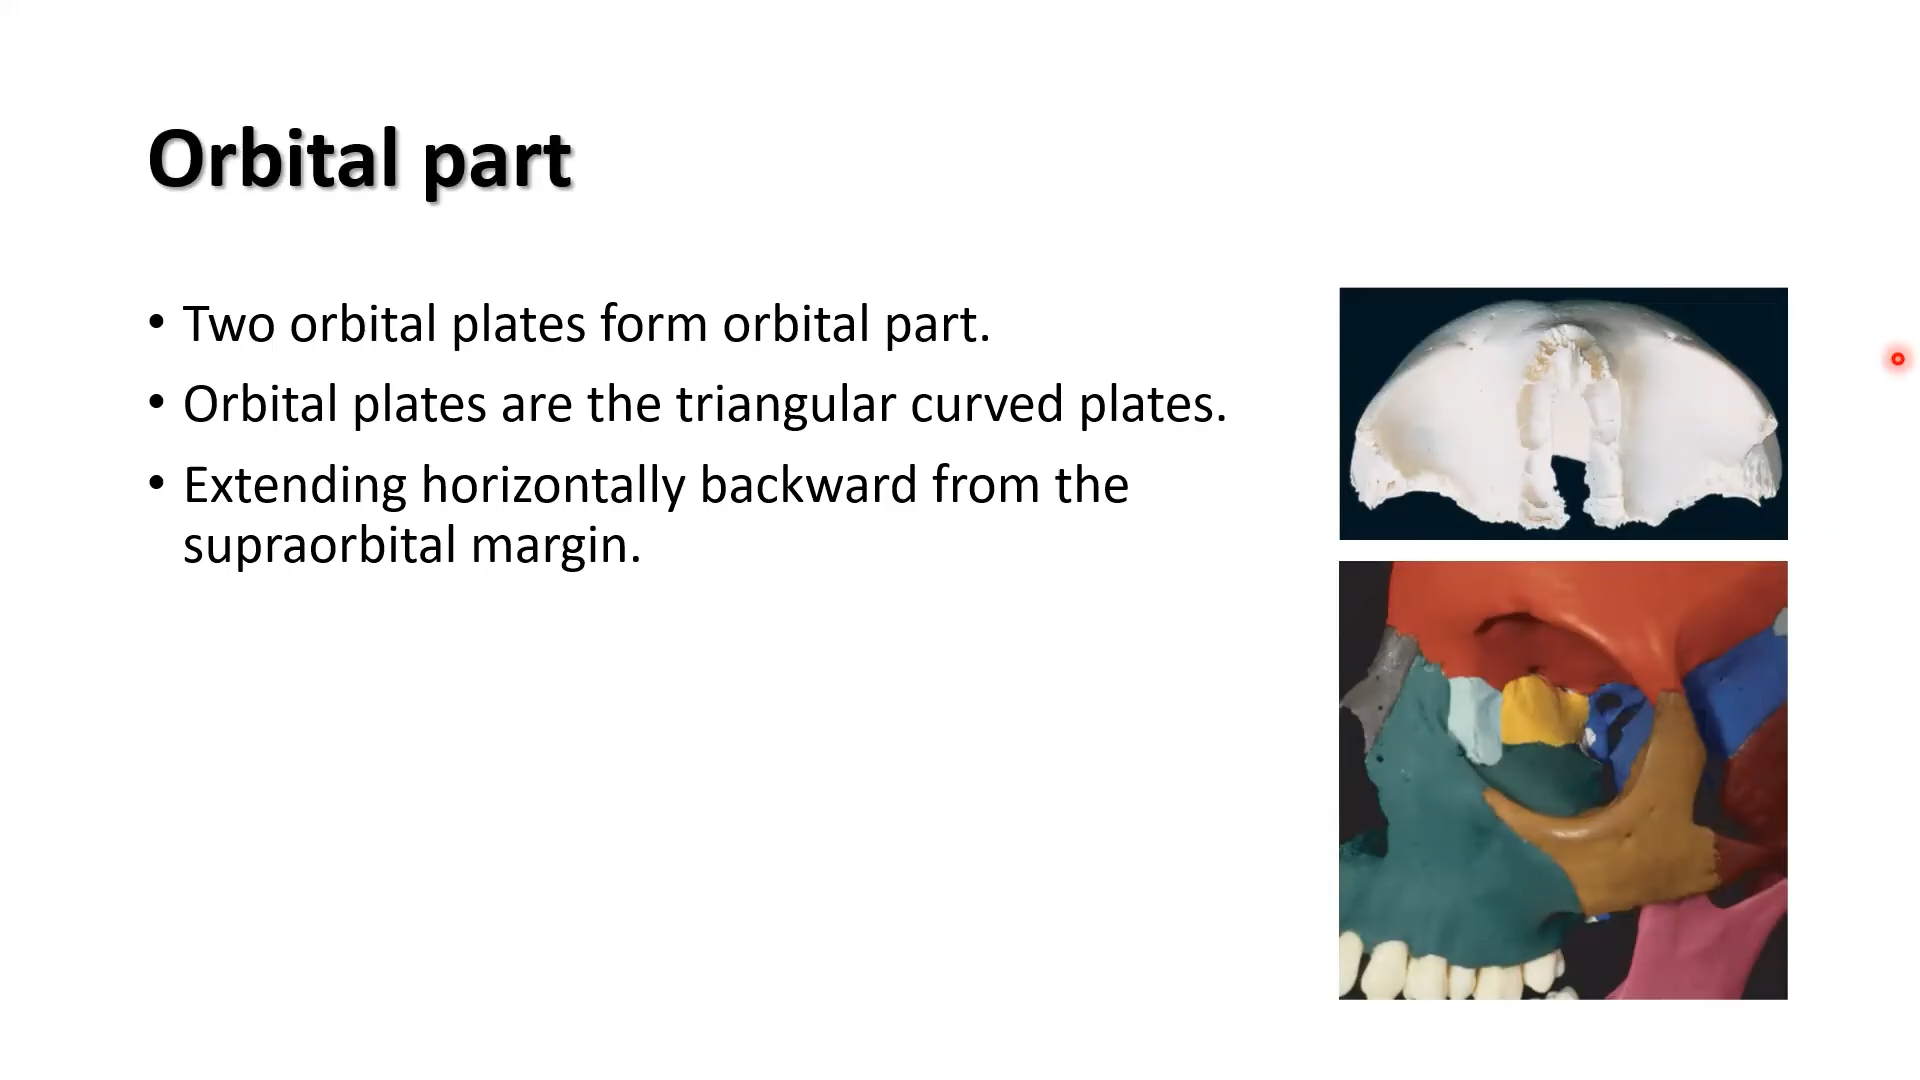 Orbital part
• Two orbital plates form orbital part.
• Orbital plates are the triangular curved plates.
• Extending horizontally backward from the
supraorbital margin.